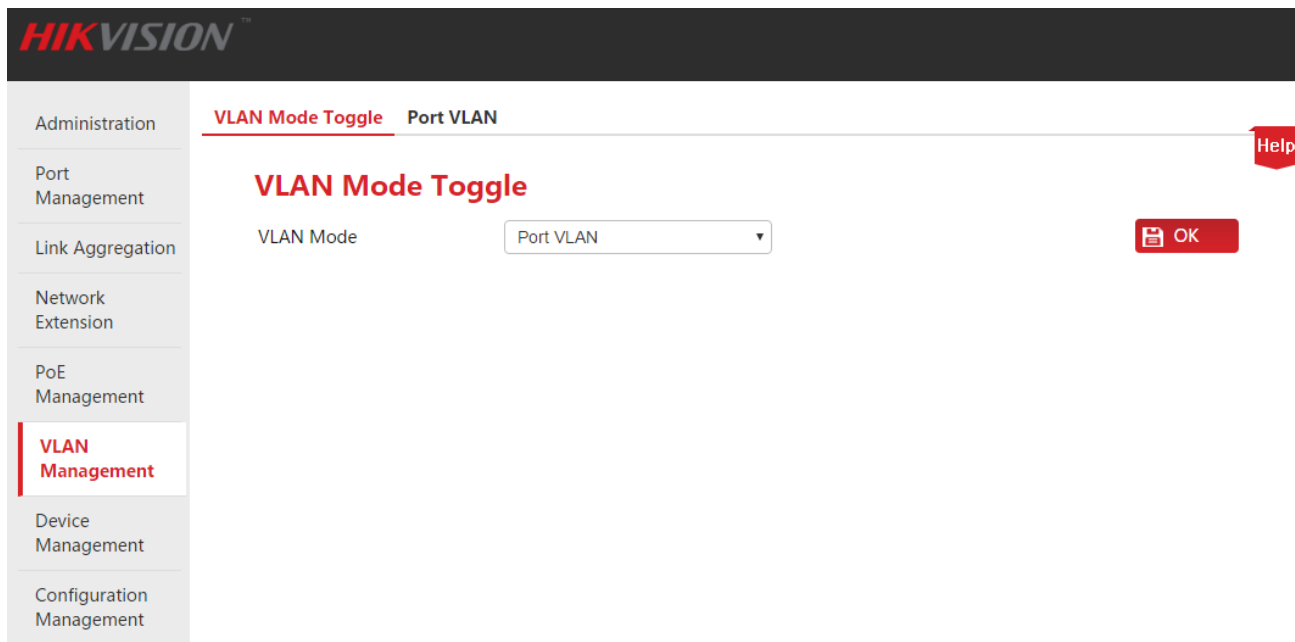 HIKVISION™
Administration
Port
Management
Link Aggregation
Network
Extension
PoE
Management
VLAN
Management
Device
Management
Configuration
Management
VLAN Mode Toggle Port VLAN
Help
VLAN Mode Toggle
VLAN Mode Port VLAN OK